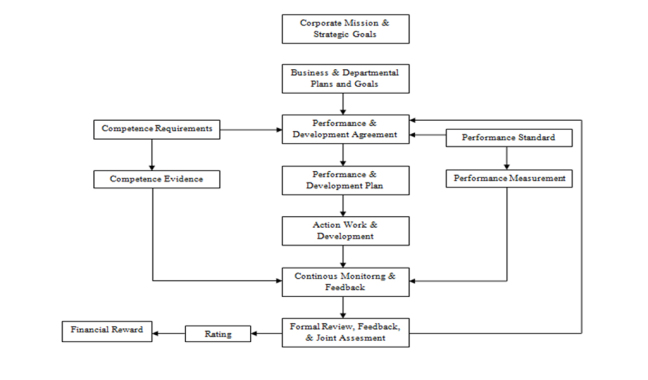 Corporate Mission &
Strategic Goals
Business & Departmental
Plans and Goals
Competence Requirements
Performance &
Development Agreement
Performance Standard
Competence Evidence
Performance &
Development Plan
Performance Measurement
Action Work &
Development
Continous Monitorng &
Feedback
Financial Reward
Rating
Formal Review, Feedback,
& Joint Assesment